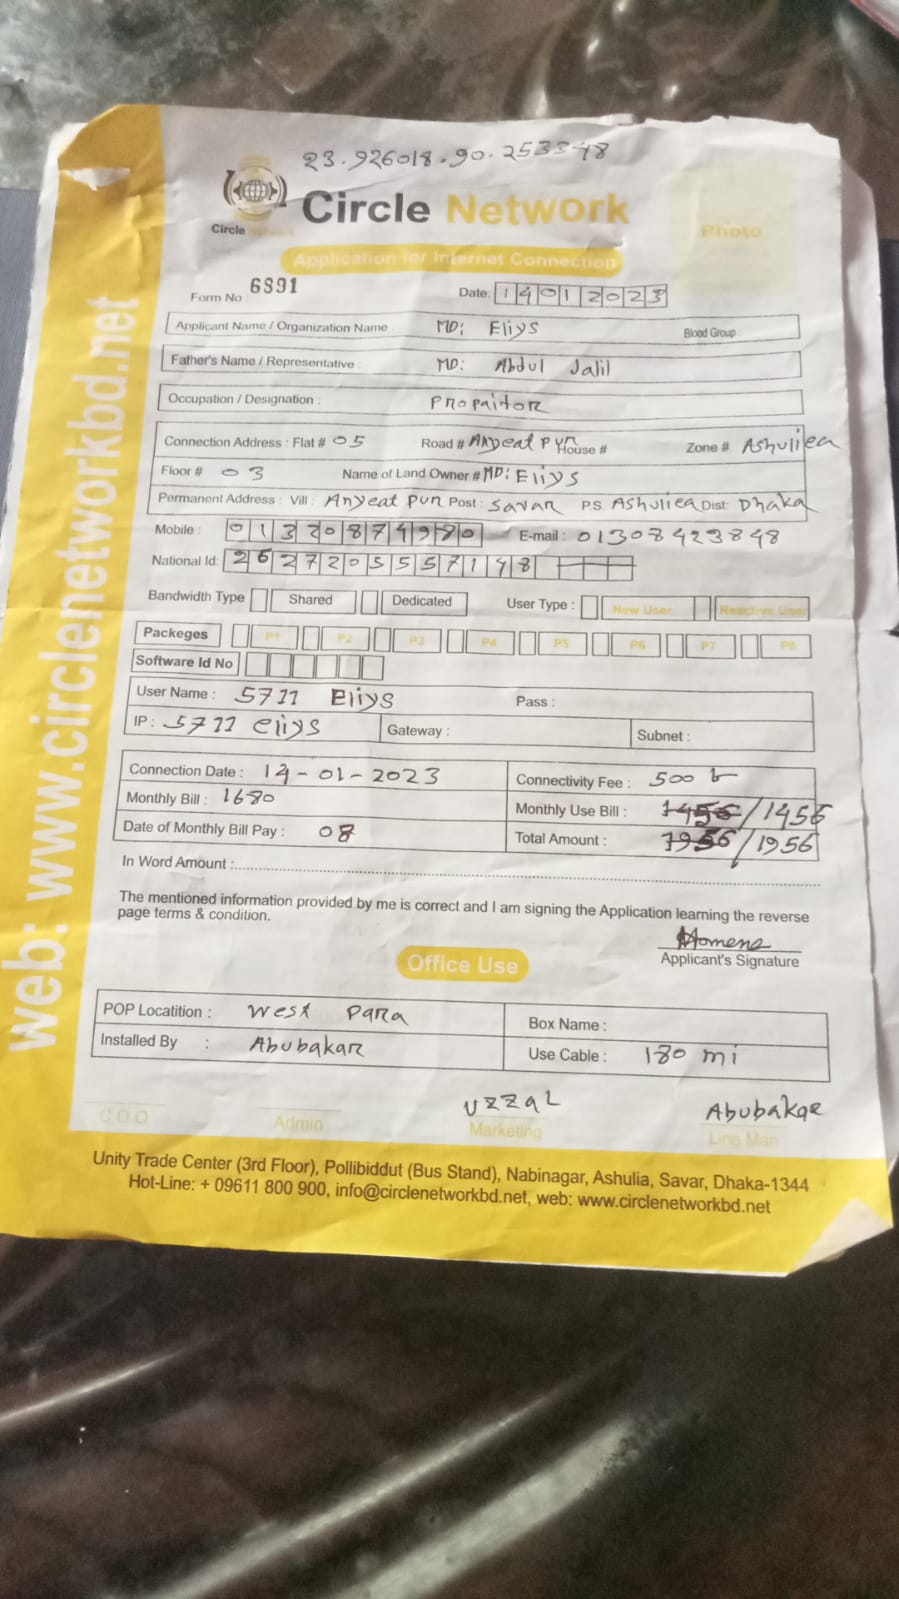 23.926018.90.253348
Circle Network
Circle Network
Photo
Application for Internet Connection
Form No 6891 Date: 14012023
Applicant Name / Organization Name : MD: Eliys Blood Group :
Father's Name / Representative : MD: Abdul Jalil
Occupation / Designation : Propaitor
Connection Address : Flat # 05 Road # Anyeat Pur House # Zone # Ashuliea
Floor # 03 Name of Land Owner # MD: Eliys
Permanent Address : Vill : Anyeat Pur Post : Savar P.S. Ashuliea Dist: Dhaka
Mobile : 01320874980 E-mail : 01308423848
National Id: 2627205557148
Bandwidth Type Shared Dedicated User Type : New User Reactive User
Packeges P1 P2 P3 P4 P5 P6 P7 P8
Software Id No
User Name : 5711 Eliys Pass :
IP : 5711 eliys Gateway : Subnet :
Connection Date : 14-01-2023 Connectivity Fee : 500 ৳
Monthly Bill : 1680 Monthly Use Bill : 1456/1456
Date of Monthly Bill Pay : 08 Total Amount : 1956/1956
In Word Amount :
The mentioned information provided by me is correct and I am signing the Application learning the reverse
page terms & condition.
Momena
Applicant's Signature
Office Use
POP Locatition : West Para Box Name :
Installed By : Abubakar Use Cable : 180 mi
Uzzal Abubakar
C O O Admin Marketing Line Man
Unity Trade Center (3rd Floor), Pollibiddut (Bus Stand), Nabinagar, Ashulia, Savar, Dhaka-1344
Hot-Line: + 09611 800 900, info@circlenetworkbd.net, web: www.circlenetworkbd.net
web: www.circlenetworkbd.net